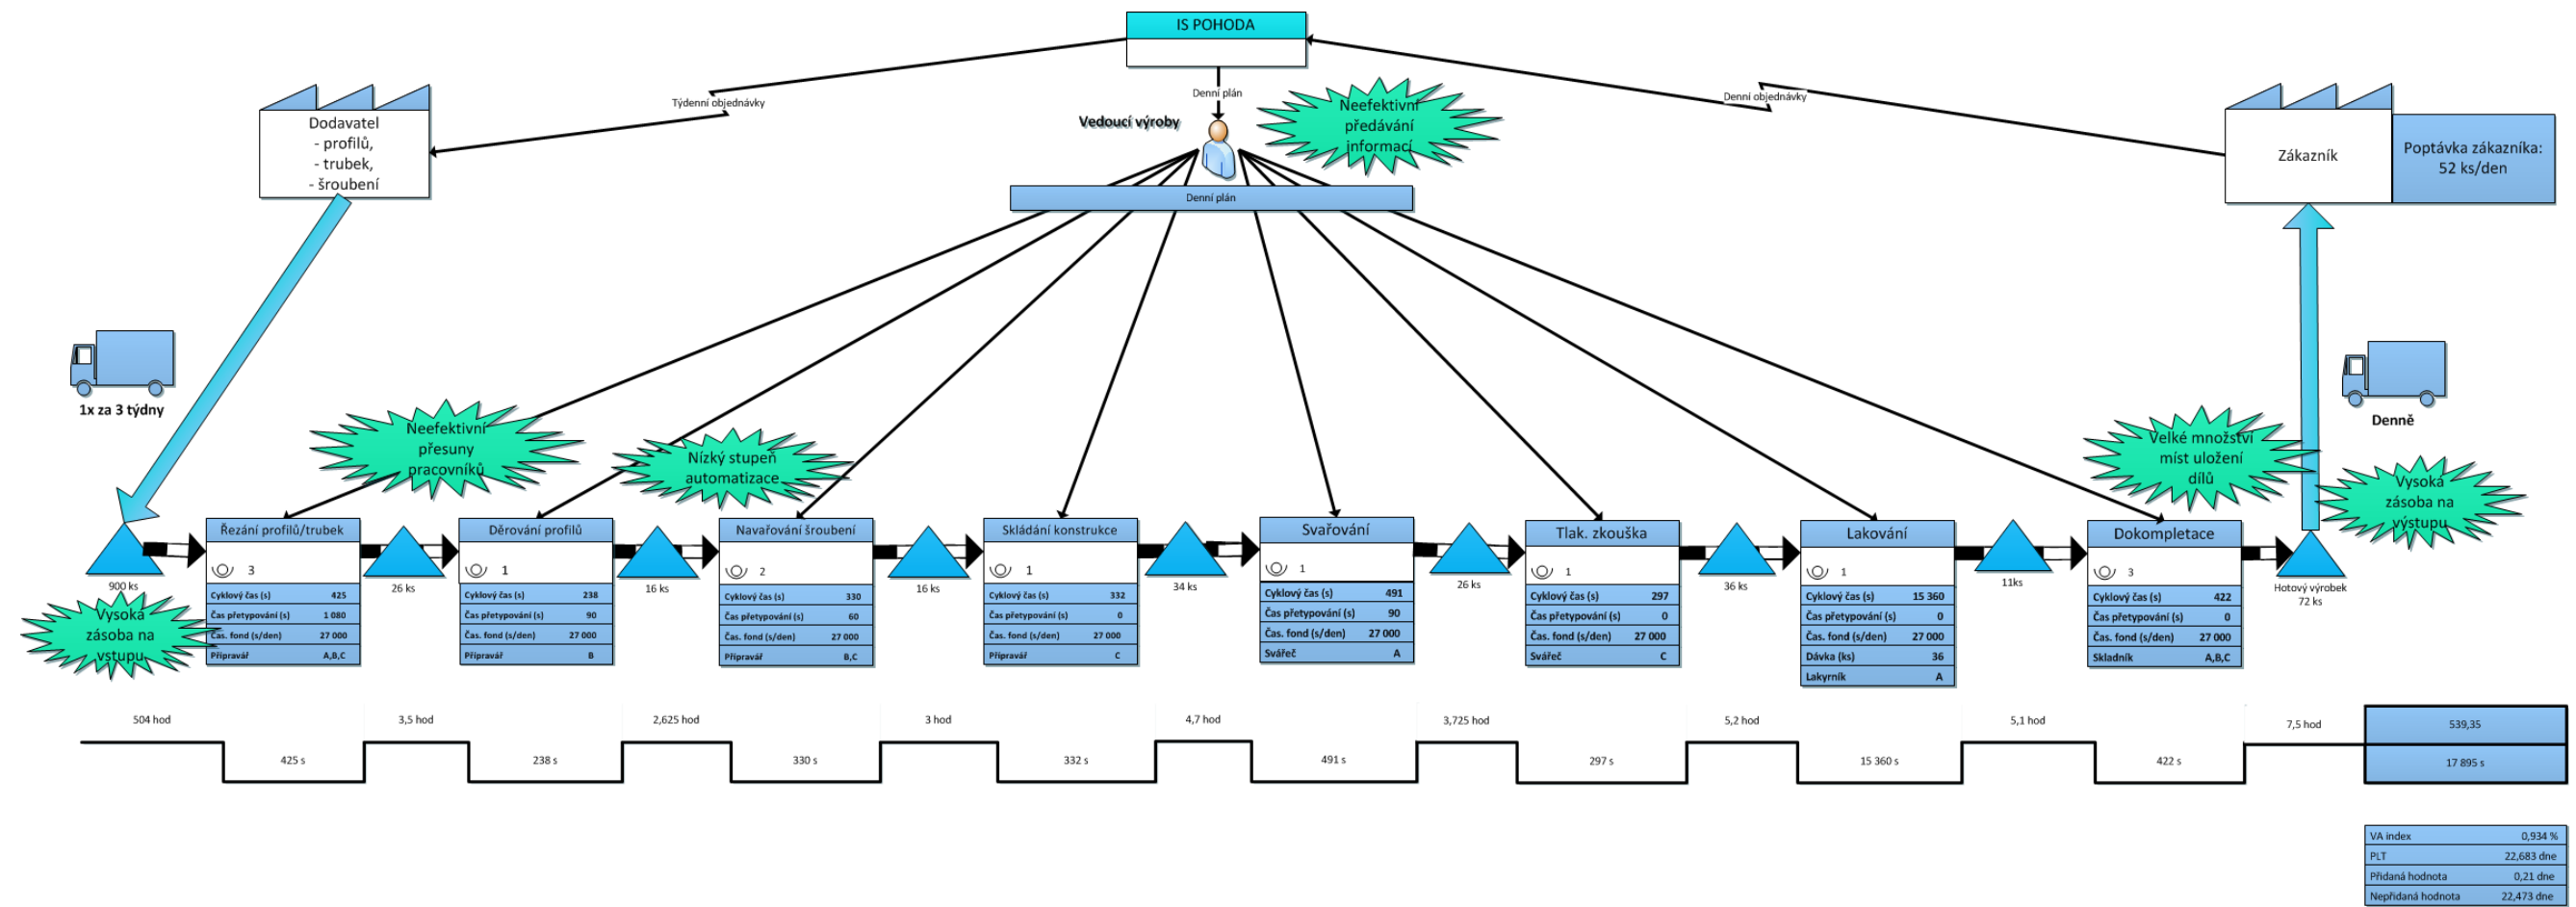 IS POHODA
Týdenní objednávky
Denní plán
Denní objednávky
Dodavatel
- profilů,
- trubek,
- šroubení
Vedoucí výroby
Neefektivní
předávání
informací
Zákazník
Poptávka zákazníka:
52 ks/den
Denní plán
1x za 3 týdny
Denně
Neefektivní
přesuny
pracovníků
Nízký stupeň
automatizace
Velké množství
míst uložení
dílů
Vysoká
zásoba na
výstupu
900 ks
Vysoká
zásoba na
vstupu
Řezání profilů/trubek
3
Cyklový čas (s) 425
Čas přetypování (s) 1 080
Čas. fond (s/den) 27 000
Přípravář A,B,C
26 ks
Děrování profilů
1
Cyklový čas (s) 238
Čas přetypování (s) 90
Čas. fond (s/den) 27 000
Přípravář B
16 ks
Navařování šroubení
2
Cyklový čas (s) 330
Čas přetypování (s) 60
Čas. fond (s/den) 27 000
Přípravář B,C
16 ks
Skládání konstrukce
1
Cyklový čas (s) 332
Čas přetypování (s) 0
Čas. fond (s/den) 27 000
Přípravář C
34 ks
Svařování
1
Cyklový čas (s) 491
Čas přetypování (s) 90
Čas. fond (s/den) 27 000
Svářeč A
26 ks
Tlak. zkouška
1
Cyklový čas (s) 297
Čas přetypování (s) 0
Čas. fond (s/den) 27 000
Svářeč C
36 ks
Lakování
1
Cyklový čas (s) 15 360
Čas přetypování (s) 0
Čas. fond (s/den) 27 000
Dávka (ks) 36
Lakyrník A
11ks
Dokompletace
3
Cyklový čas (s) 422
Čas přetypování (s) 0
Čas. fond (s/den) 27 000
Skladník A,B,C
Hotový výrobek
72 ks
504 hod
3,5 hod
2,625 hod
3 hod
4,7 hod
3,725 hod
5,2 hod
5,1 hod
7,5 hod
539,35
425 s
238 s
330 s
332 s
491 s
297 s
15 360 s
422 s
17 895 s
VA index 0,934 %
PLT 22,683 dne
Přidaná hodnota 0,21 dne
Nepřidaná hodnota 22,473 dne